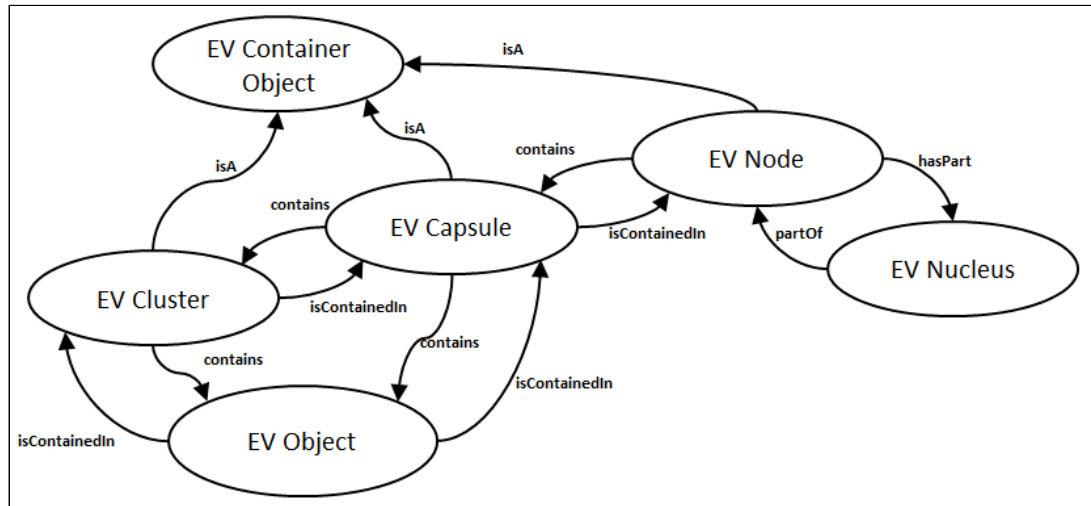 EV Container
Object
isA
isA
EV Node
contains
hasPart
isA
contains
EV Capsule
isContainedIn
partOf
EV Nucleus
EV Cluster
isContainedIn
contains
contains
isContainedIn
isContainedIn
EV Object